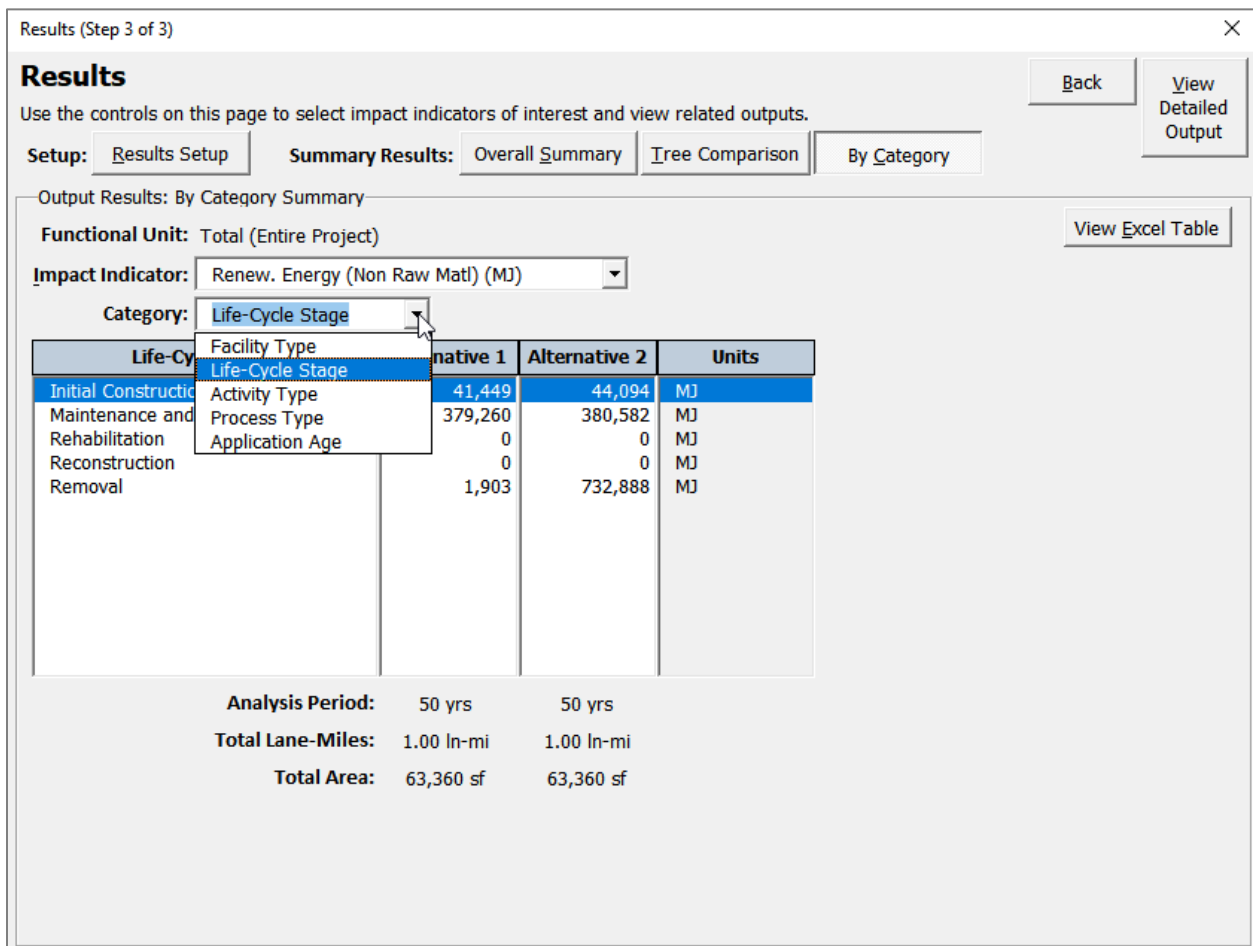 Results (Step 3 of 3)
Results
Back
View
Detailed
Output
Use the controls on this page to select impact indicators of interest and view related outputs.
Setup: Results Setup Summary Results: Overall Summary Tree Comparison By Category
Output Results: By Category Summary
Functional Unit: Total (Entire Project)
View Excel Table
Impact Indicator: Renew. Energy (Non Raw Matl) (MJ)
Category: Life-Cycle Stage
Facility Type
Life-Cycle Stage
Activity Type
Process Type
Application Age
Life-Cy native 1 Alternative 2 Units
Initial Constructic 41,449 44,094 MJ
Maintenance and 379,260 380,582 MJ
Rehabilitation 0 0 MJ
Reconstruction 0 0 MJ
Removal 1,903 732,888 MJ
Analysis Period: 50 yrs 50 yrs
Total Lane-Miles: 1.00 ln-mi 1.00 ln-mi
Total Area: 63,360 sf 63,360 sf